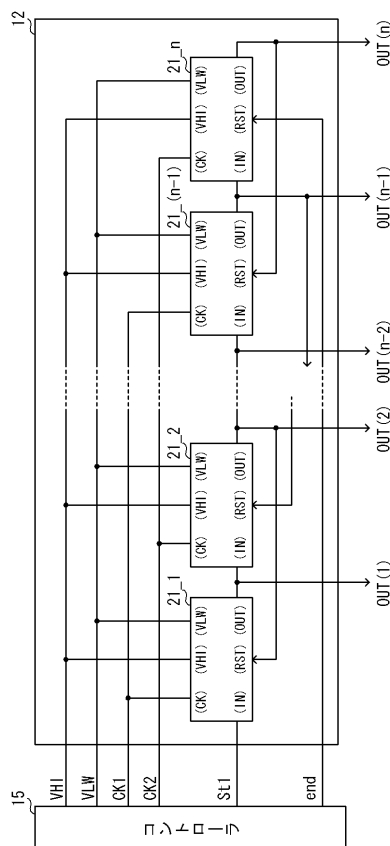 15
コントローラ
VHI
VLW
CK1
CK2
St1
end
12
21_1
(CK)
(VHI)
(VLW)
(IN)
(RST)
(OUT)
21_2
(CK)
(VHI)
(VLW)
(IN)
(RST)
(OUT)
21_(n-1)
(CK)
(VHI)
(VLW)
(IN)
(RST)
(OUT)
21_n
(CK)
(VHI)
(VLW)
(IN)
(RST)
(OUT)
OUT(1)
OUT(2)
OUT(n-2)
OUT(n-1)
OUT(n)